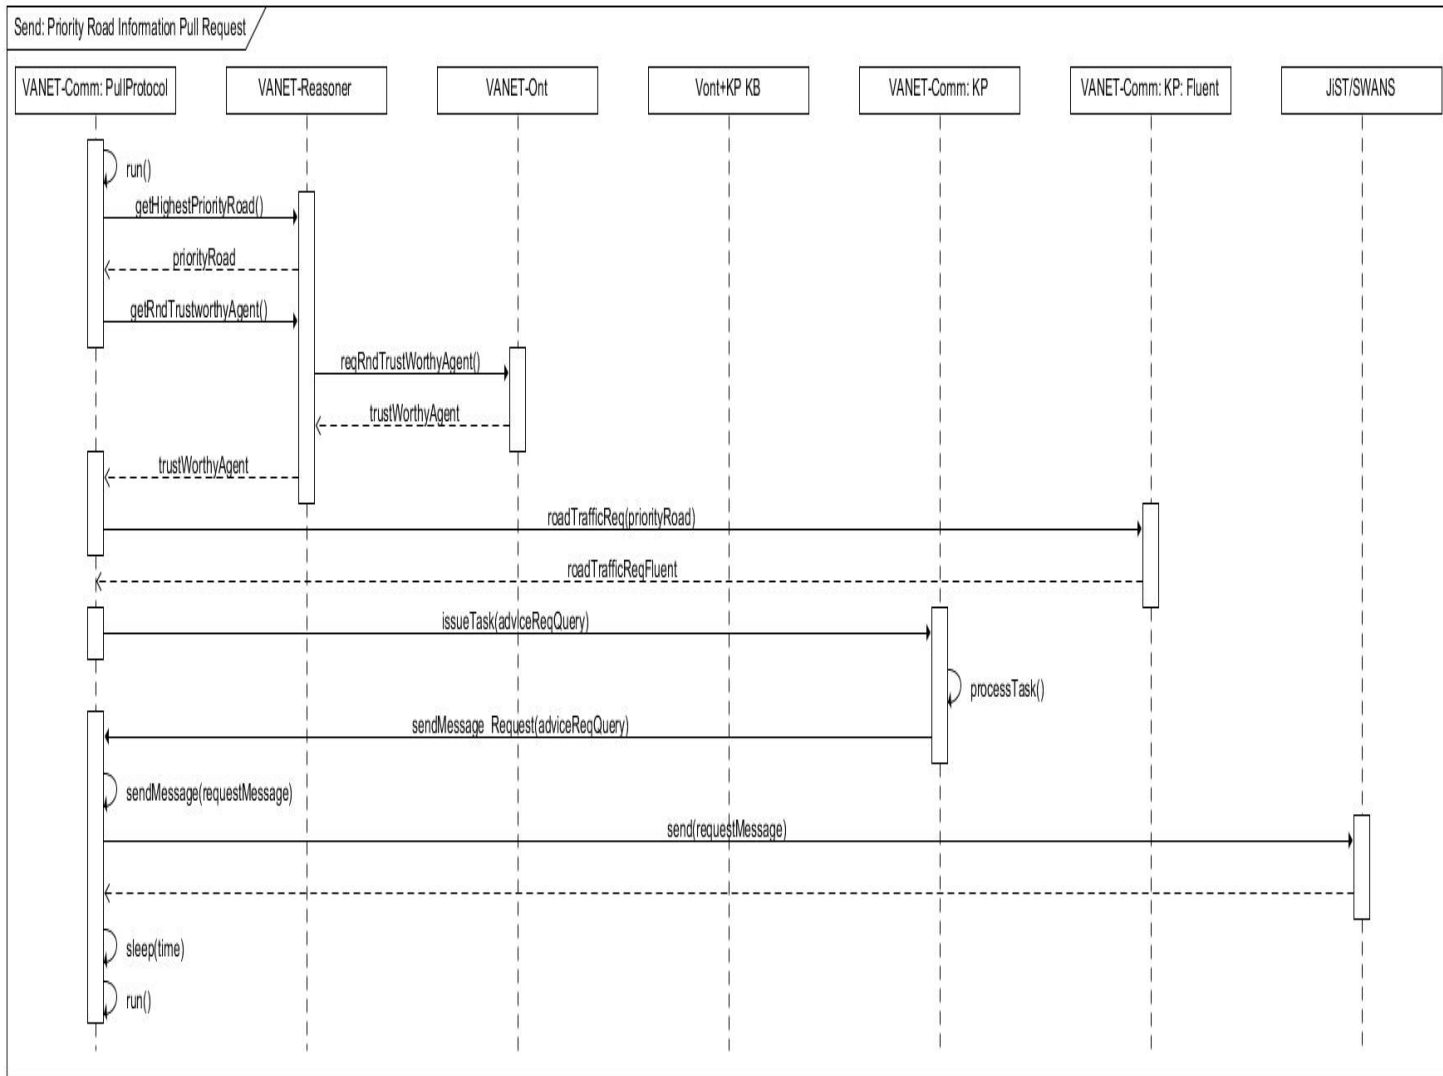 Send: Priority Road Information Pull Request
VANET-Comm: PullProtocol
VANET-Reasoner
VANET-Ont
Vont+KP KB
VANET-Comm: KP
VANET-Comm: KP: Fluent
JiST/SWANS
run()
getHighestPriorityRoad()
priorityRoad
getRndTrustworthyAgent()
reqRndTrustWorthyAgent()
trustWorthyAgent
trustWorthyAgent
roadTrafficReq(priorityRoad)
roadTrafficReqFluent
issueTask(adviceReqQuery)
processTask()
sendMessage_Request(adviceReqQuery)
sendMessage(requestMessage)
send(requestMessage)
sleep(time)
run()